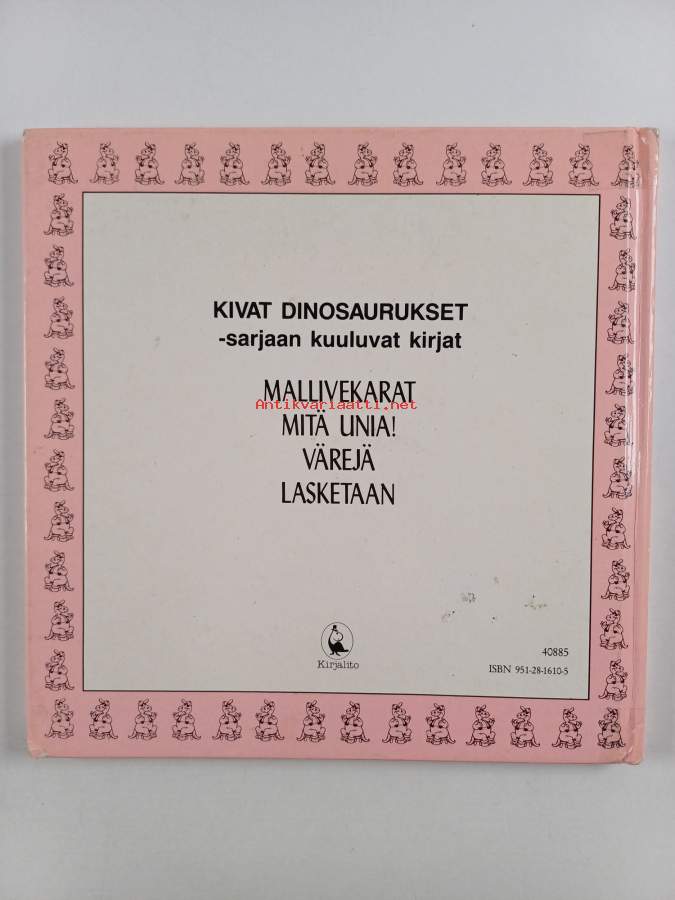 KIVAT DINOSAURUKSET
-sarjaan kuuluvat kirjat
MALLIVEKARAT
Antikvariaatti.net
MITÄ UNIA!
VÄREJÄ
LASKETAAN
Kirjalito
40885
ISBN 951-28-1610-5